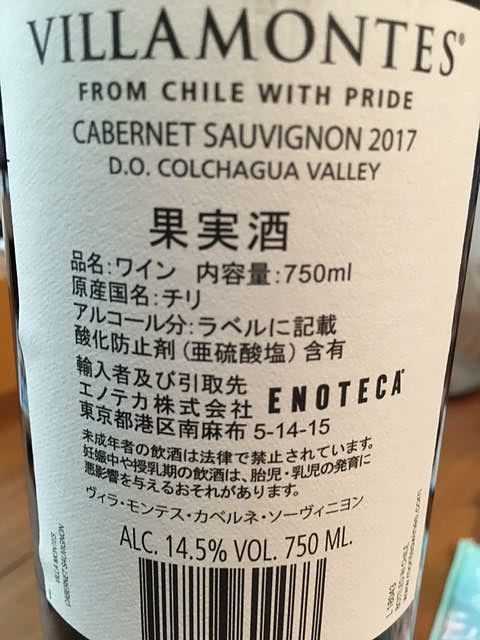 VILLAMONTES®
FROM CHILE WITH PRIDE
CABERNET SAUVIGNON 2017
D.O. COLCHAGUA VALLEY
果実酒
品名:ワイン 内容量:750ml
原産国名:チリ
アルコール分:ラベルに記載
酸化防止剤(亜硫酸塩)含有
輸入者及び引取先
エノテカ株式会社 ENOTECA
東京都港区南麻布 5-14-15
未成年者の飲酒は法律で禁止されています。
妊娠中や授乳期の飲酒は、胎児・乳児の発育に
悪影響を与えるおそれがあります。
ヴィラ・モンテス・カベルネ・ソーヴィニヨン
ALC. 14.5% VOL. 750 ML.
VILLA MONTES
CABERNET SAUVIGNON
BOTTLED IN CHILE